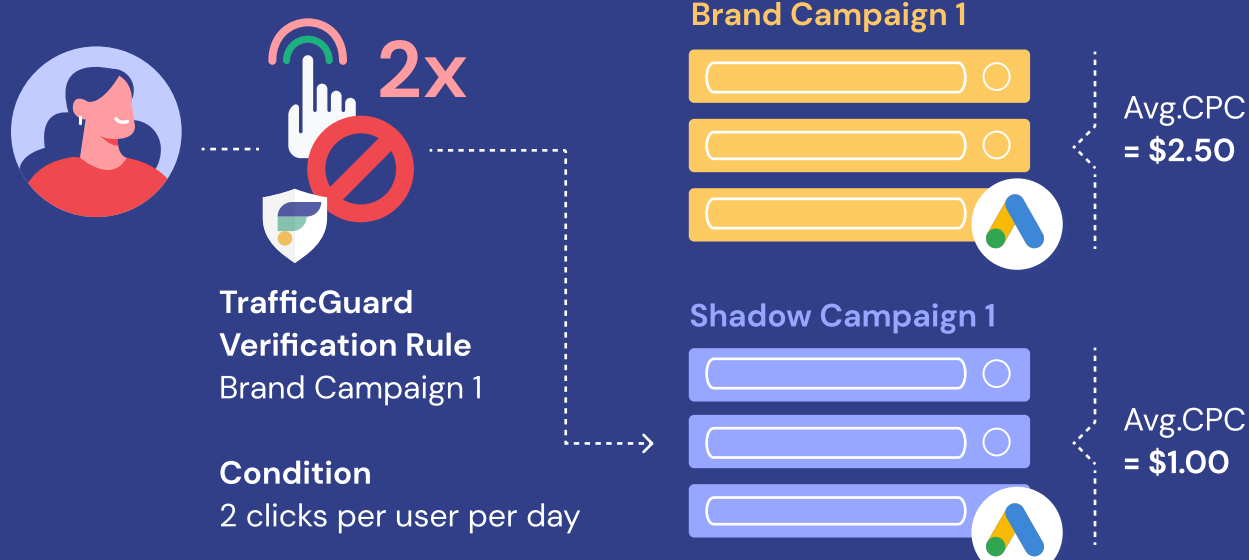 2x
TrafficGuard
Verification Rule
Brand Campaign 1
Condition
2 clicks per user per day
Brand Campaign 1
Avg.CPC
= $2.50
Shadow Campaign 1
Avg.CPC
= $1.00